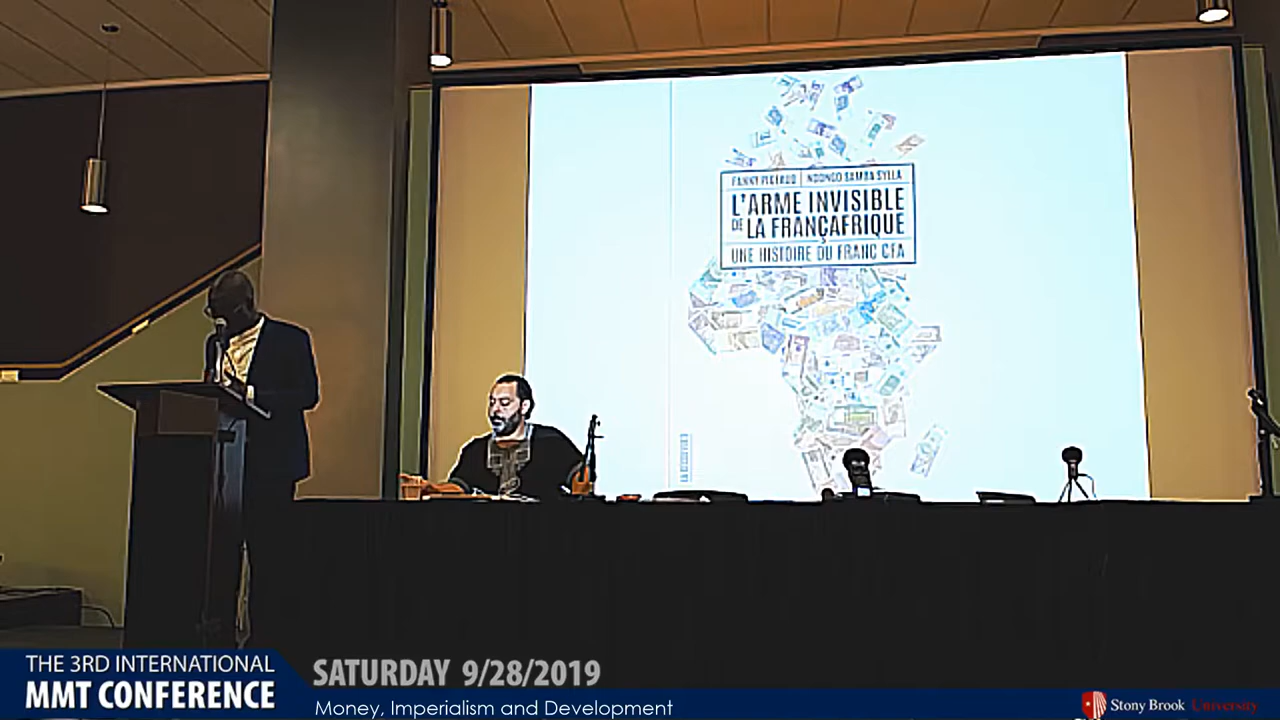 FANNY PIGEAUD | NDONGO SAMBA SYLLA
L'ARME INVISIBLE
DE LA FRANÇAFRIQUE
UNE HISTOIRE DU FRANC CFA
THE 3RD INTERNATIONAL
MMT CONFERENCE
SATURDAY 9/28/2019
Money, Imperialism and Development
Stony Brook University